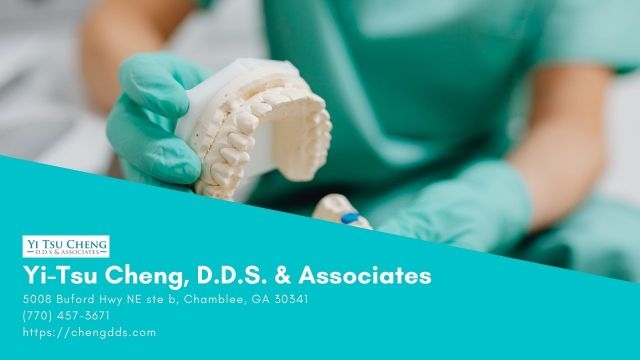 YI TSU CHENG
D.D.S & ASSOCIATES
Yi-Tsu Cheng, D.D.S. & Associates
5008 Buford Hwy NE ste b, Chamblee, GA 30341
(770) 457-3671
https://chengdds.com